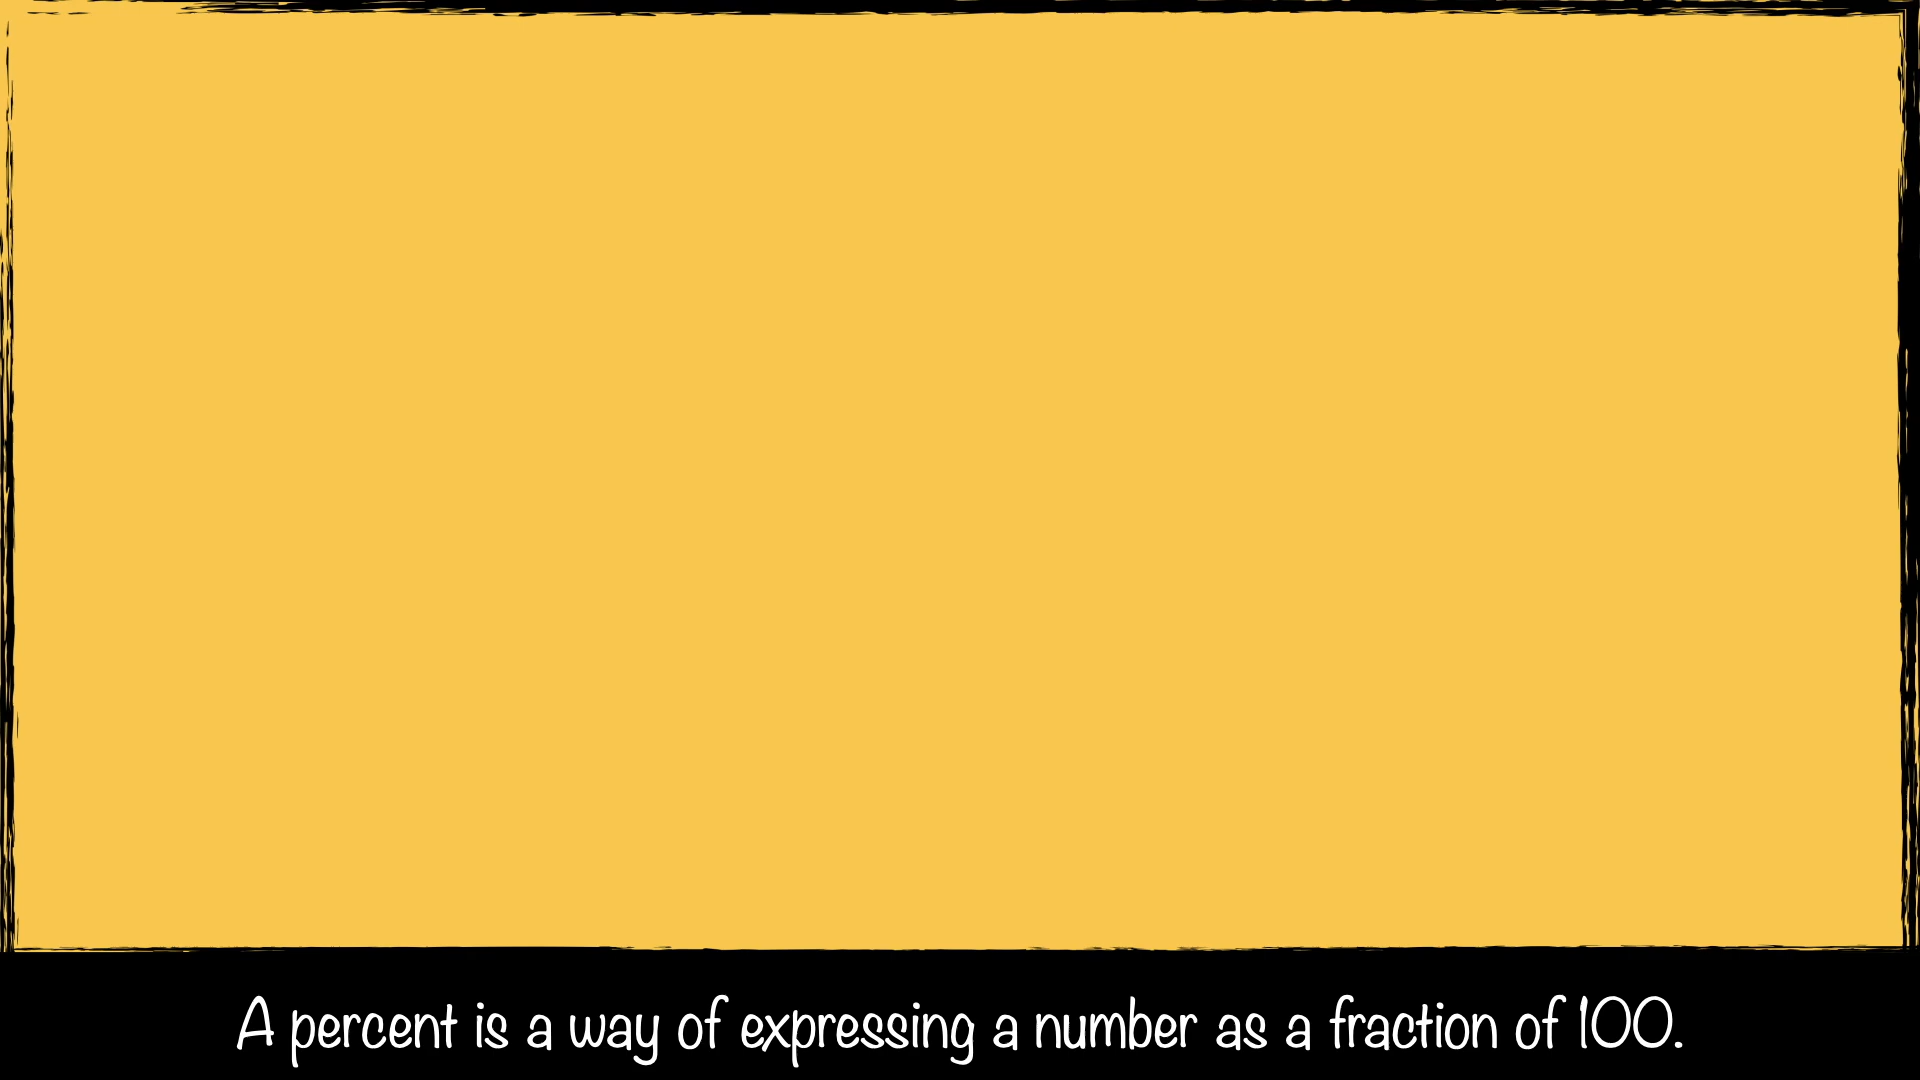 A percent is a way of expressing a number as a fraction of 100.